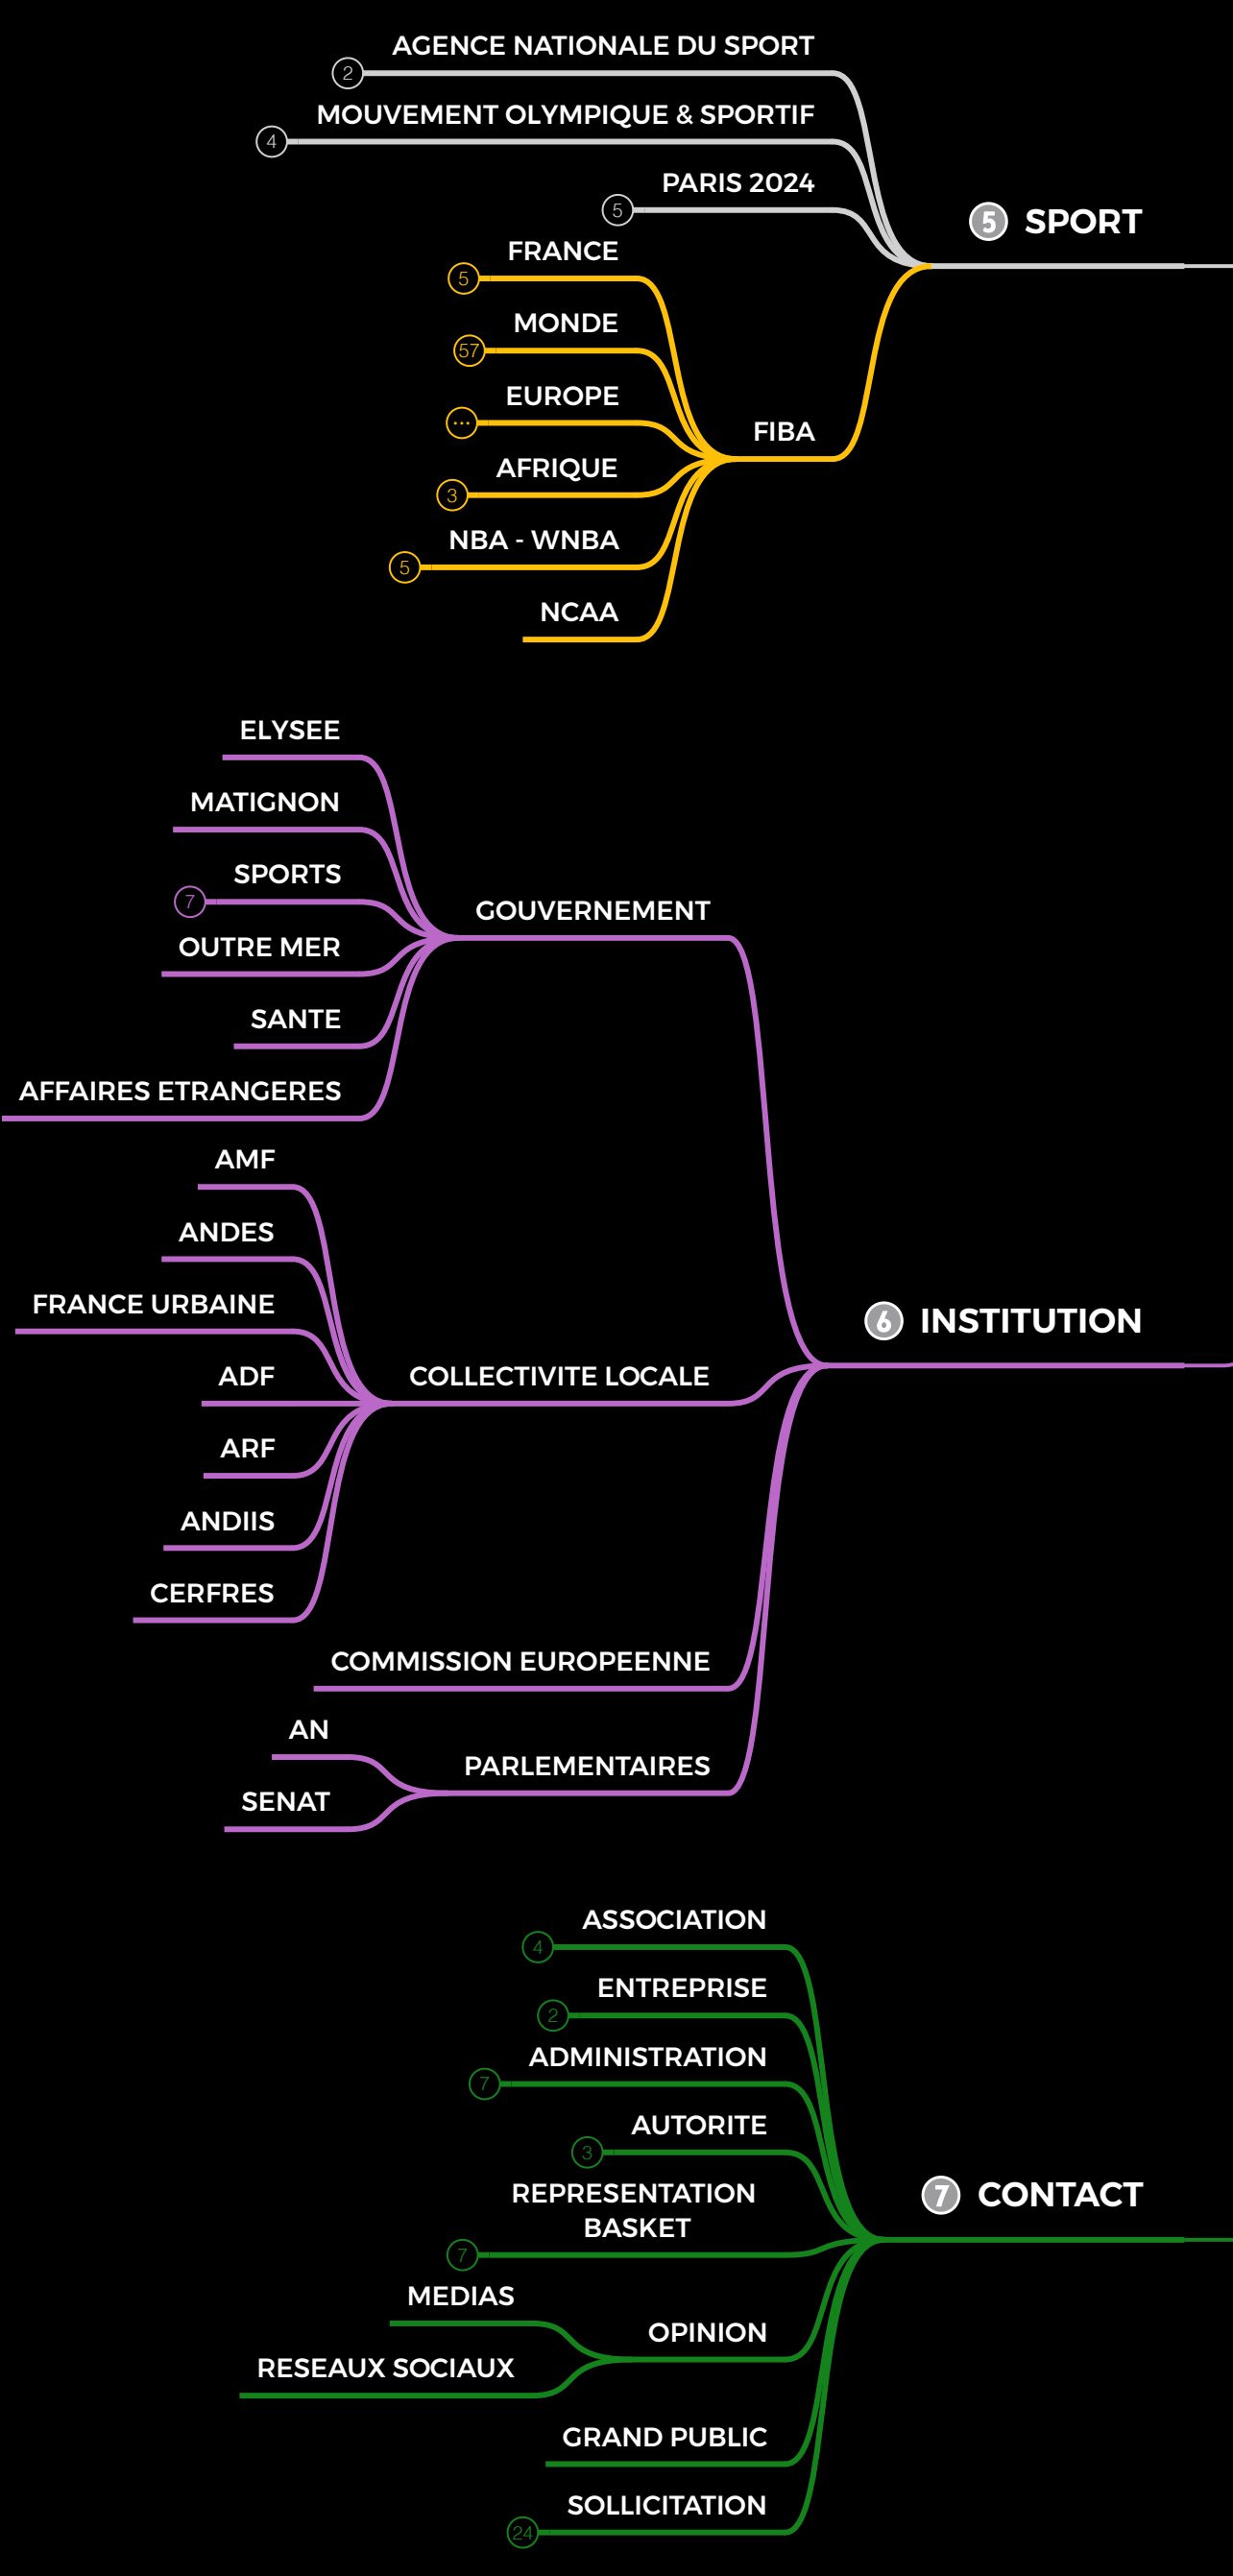 AGENCE NATIONALE DU SPORT
2
MOUVEMENT OLYMPIQUE & SPORTIF
4
PARIS 2024
5
5 SPORT
FRANCE
5
MONDE
57
EUROPE
...
FIBA
AFRIQUE
3
NBA - WNBA
5
NCAA
ELYSEE
MATIGNON
SPORTS
7
GOUVERNEMENT
OUTRE MER
SANTE
AFFAIRES ETRANGERES
AMF
ANDES
FRANCE URBAINE
6 INSTITUTION
ADF
COLLECTIVITE LOCALE
ARF
ANDIIS
CERFRES
COMMISSION EUROPEENNE
AN
PARLEMENTAIRES
SENAT
ASSOCIATION
4
ENTREPRISE
2
ADMINISTRATION
7
AUTORITE
3
REPRESENTATION
BASKET
7
7 CONTACT
MEDIAS
OPINION
RESEAUX SOCIAUX
GRAND PUBLIC
SOLLICITATION
24